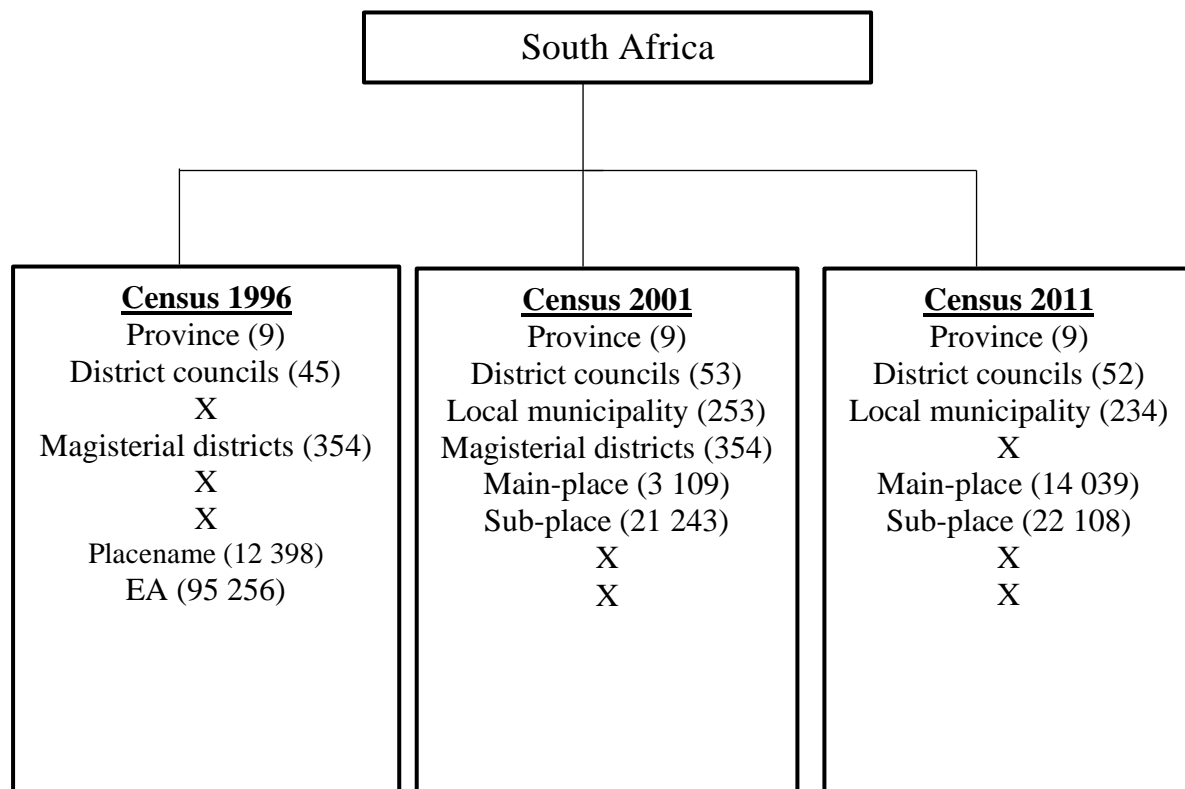 South Africa
Census 1996
Province (9)
District councils (45)
X
Magisterial districts (354)
X
X
Placename (12 398)
EA (95 256)
Census 2001
Province (9)
District councils (53)
Local municipality (253)
Magisterial districts (354)
Main-place (3 109)
Sub-place (21 243)
X
X
Census 2011
Province (9)
District councils (52)
Local municipality (234)
X
Main-place (14 039)
Sub-place (22 108)
X
X